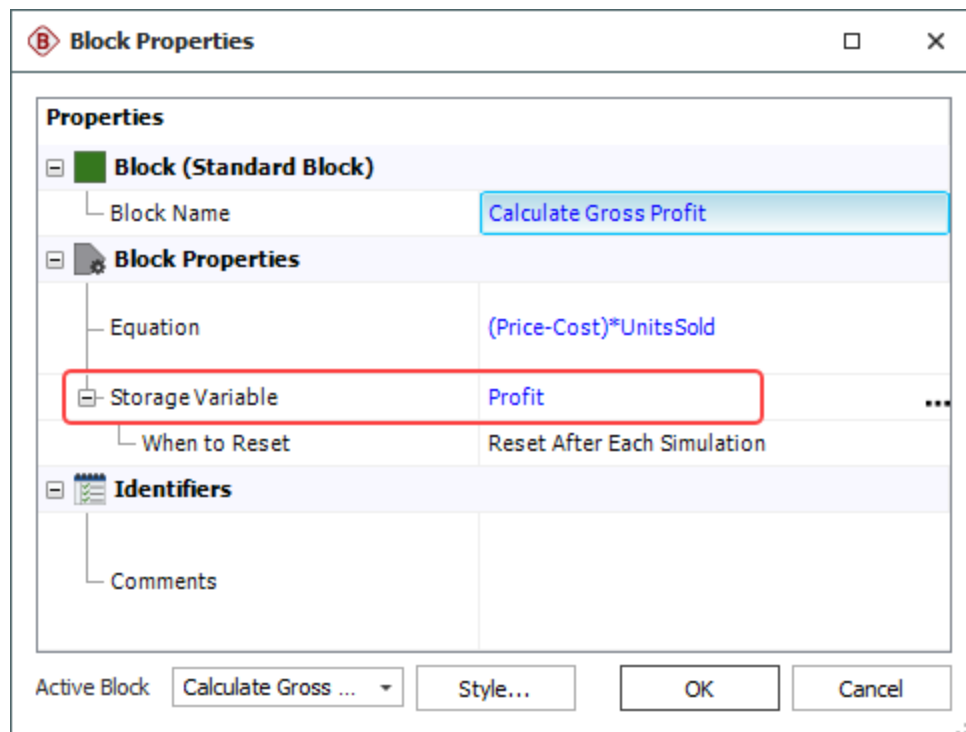 B Block Properties
Properties
Block (Standard Block)
Block Name Calculate Gross Profit
Block Properties
Equation (Price-Cost)*UnitsSold
Storage Variable Profit ...
When to Reset Reset After Each Simulation
Identifiers
Comments
Active Block Calculate Gross ... Style... OK Cancel